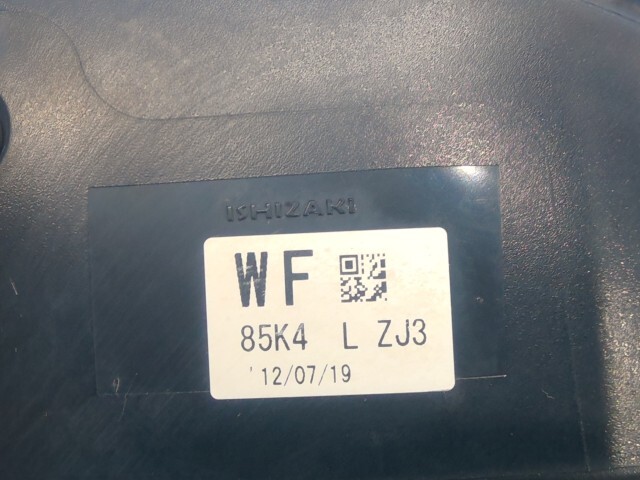 ISHIZAKI
WF
85K4 L ZJ3
'12/07/19